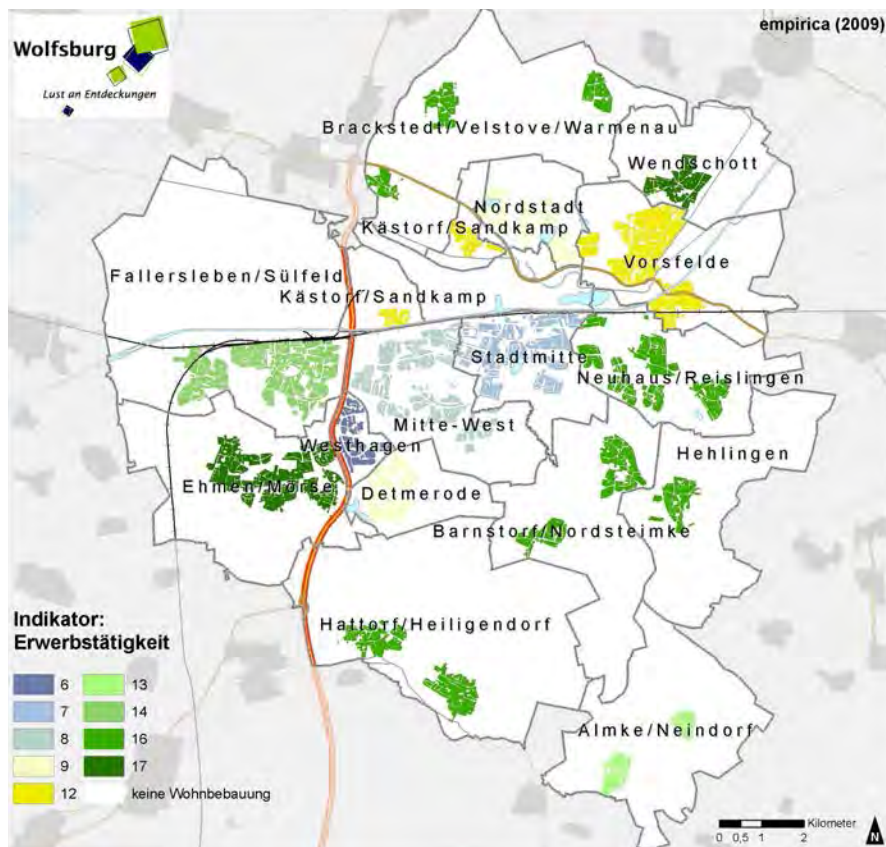 empirica (2009)
Wolfsburg
Lust an Entdeckungen
Brackstedt/Velstove/Warmenau
Wendschott
Nordstadt
Kästorf/Sandkamp
Vorsfelde
Fallersleben/Sülfeld
Kästorf/Sandkamp
Stadtmitte
Neuhaus/Reislingen
Mitte-West
Westhagen
Hehlingen
Ehmen/Mörse
Detmerode
Barnstorf/Nordsteimke
Hattorf/Heiligendorf
Almke/Neindorf
Indikator:
Erwerbstätigkeit
6 13
7 14
8 16
9 17
12 keine Wohnbebauung
Kilometer
0 0,5 1 2
N